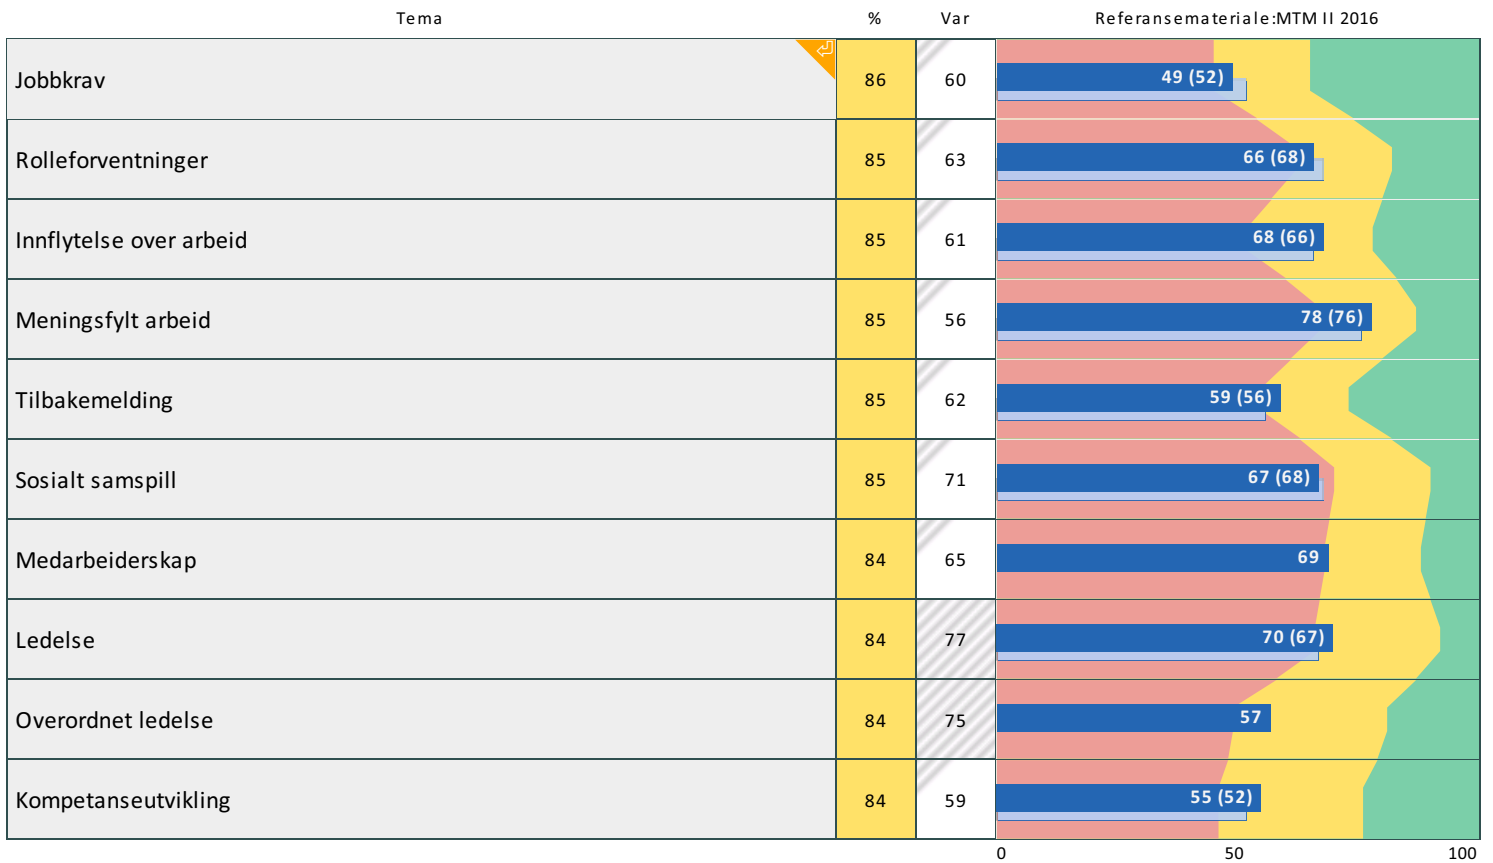 Tema % Var Referansemateriale:MTM II 2016
Jobbkrav 86 60 49 (52)
Rolleforventninger 85 63 66 (68)
Innflytelse over arbeid 85 61 68 (66)
Meningsfylt arbeid 85 56 78 (76)
Tilbakemelding 85 62 59 (56)
Sosialt samspill 85 71 67 (68)
Medarbeiderskap 84 65 69
Ledelse 84 77 70 (67)
Overordnet ledelse 84 75 57
Kompetanseutvikling 84 59 55 (52)
0 50 100